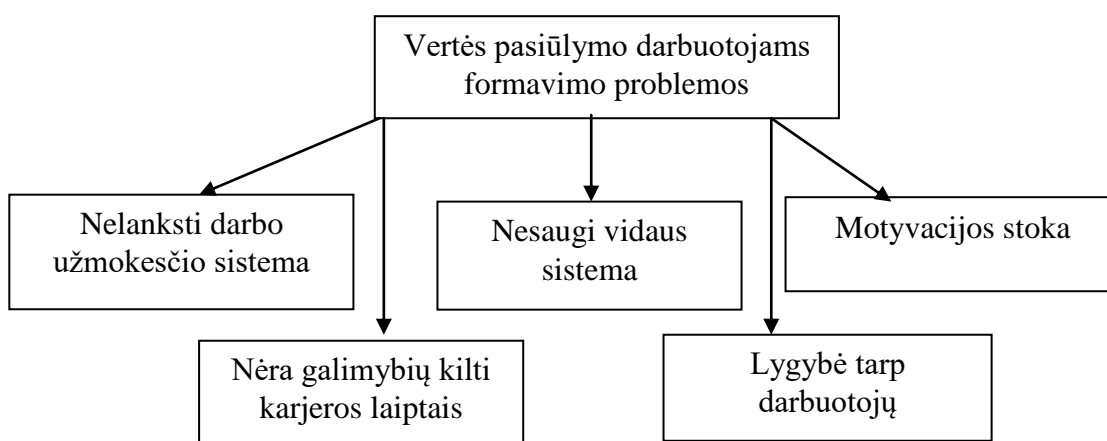 Vertės pasiūlymo darbuotojams
formavimo problemos
Nelanksti darbo
užmokesčio sistema
Nesaugi vidaus
sistema
Motyvacijos stoka
Nėra galimybių kilti
karjeros laiptais
Lygybė tarp
darbuotojų